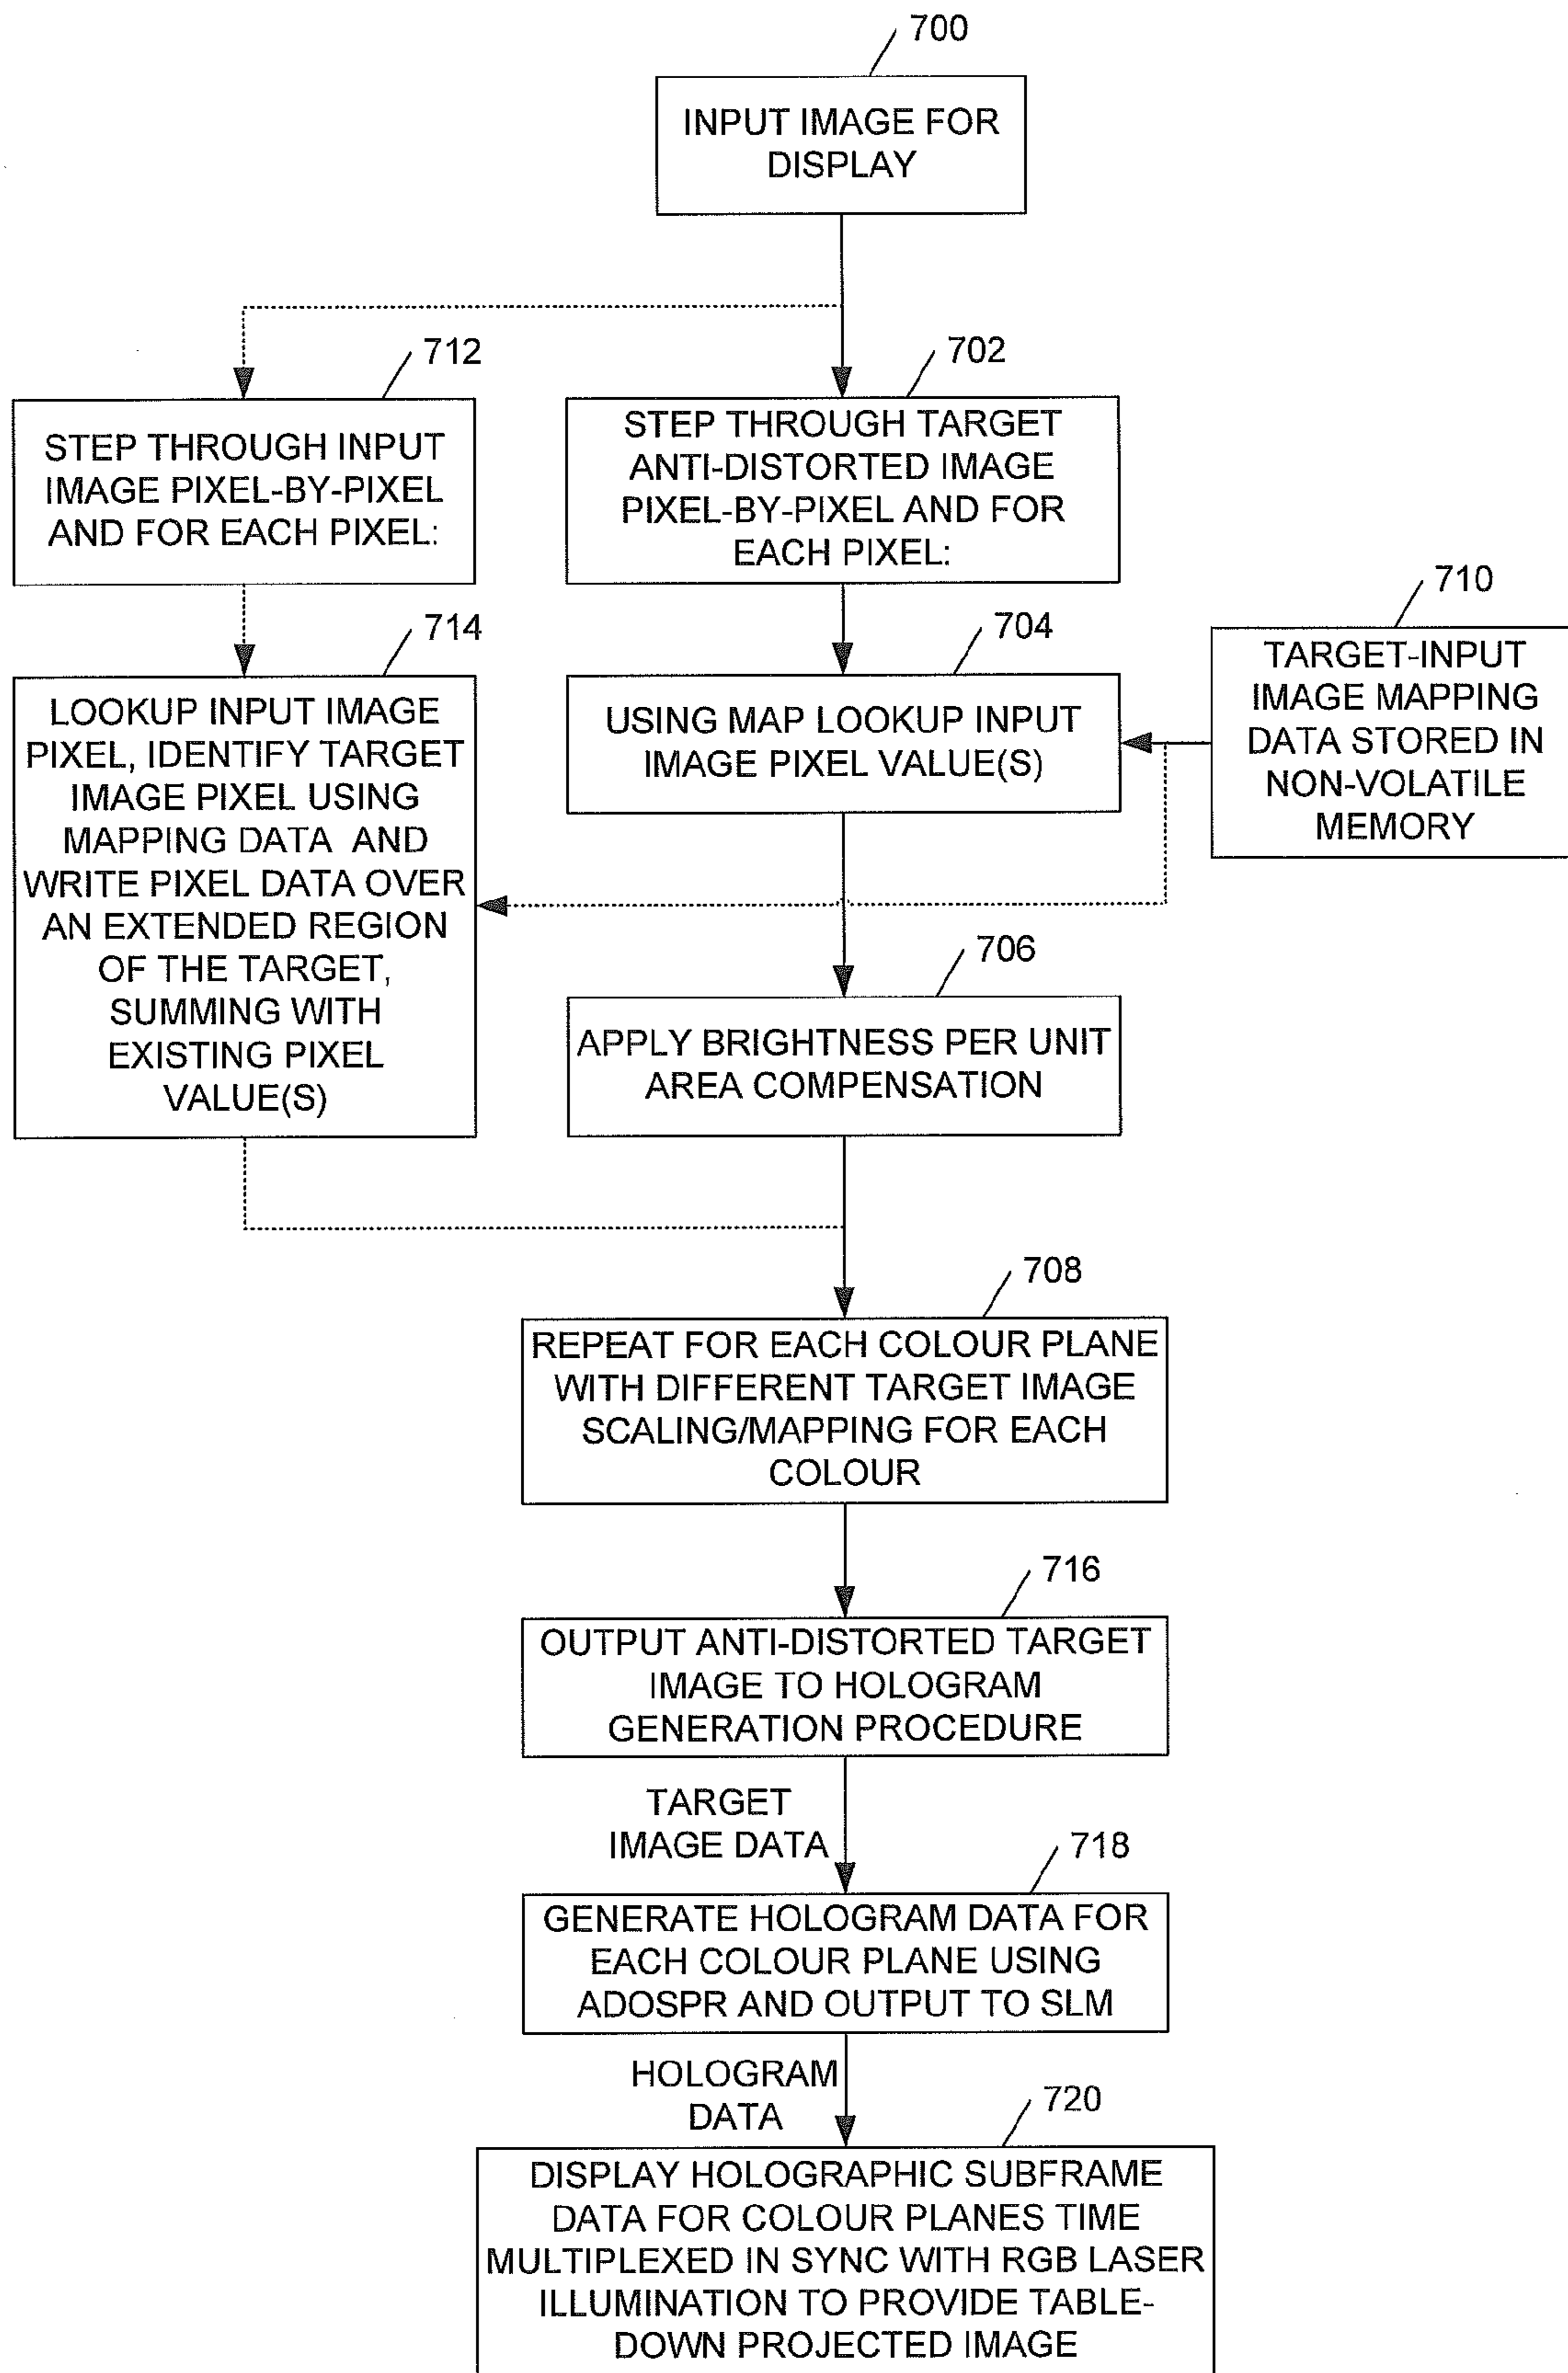 700
INPUT IMAGE FOR
DISPLAY
712
STEP THROUGH INPUT
IMAGE PIXEL-BY-PIXEL
AND FOR EACH PIXEL:
702
STEP THROUGH TARGET
ANTI-DISTORTED IMAGE
PIXEL-BY-PIXEL AND FOR
EACH PIXEL:
714
LOOKUP INPUT IMAGE
PIXEL, IDENTIFY TARGET
IMAGE PIXEL USING
MAPPING DATA AND
WRITE PIXEL DATA OVER
AN EXTENDED REGION
OF THE TARGET,
SUMMING WITH
EXISTING PIXEL
VALUE(S)
704
USING MAP LOOKUP INPUT
IMAGE PIXEL VALUE(S)
710
TARGET-INPUT
IMAGE MAPPING
DATA STORED IN
NON-VOLATILE
MEMORY
706
APPLY BRIGHTNESS PER UNIT
AREA COMPENSATION
708
REPEAT FOR EACH COLOUR PLANE
WITH DIFFERENT TARGET IMAGE
SCALING/MAPPING FOR EACH
COLOUR
716
OUTPUT ANTI-DISTORTED TARGET
IMAGE TO HOLOGRAM
GENERATION PROCEDURE
TARGET
IMAGE DATA
718
GENERATE HOLOGRAM DATA FOR
EACH COLOUR PLANE USING
ADOSPR AND OUTPUT TO SLM
HOLOGRAM
DATA
720
DISPLAY HOLOGRAPHIC SUBFRAME
DATA FOR COLOUR PLANES TIME
MULTIPLEXED IN SYNC WITH RGB LASER
ILLUMINATION TO PROVIDE TABLE-
DOWN PROJECTED IMAGE